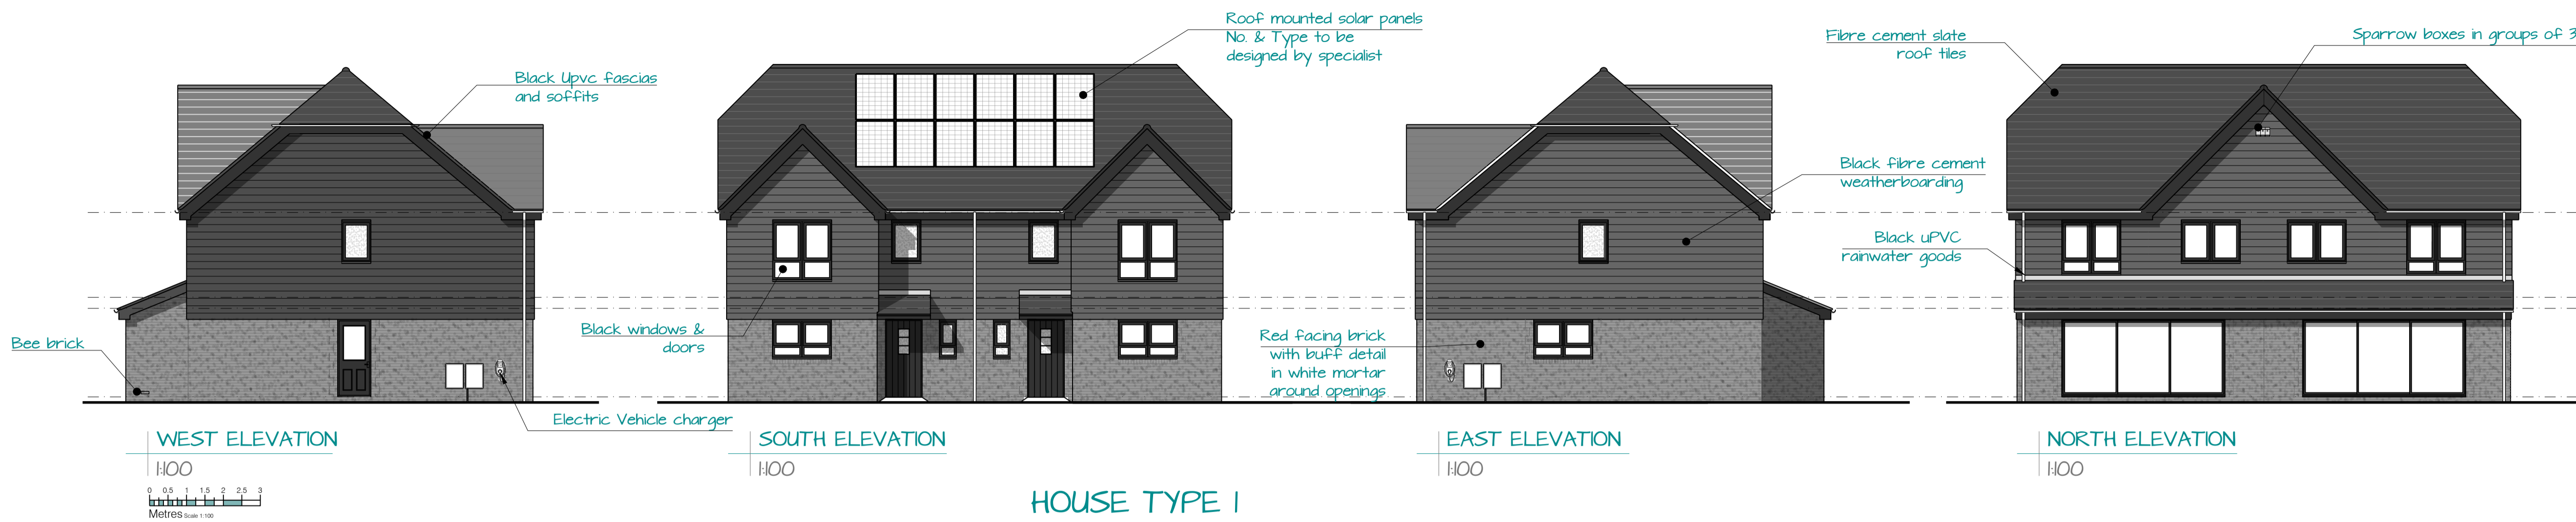 Roof mounted solar panels
No. & Type to be
designed by specialist
Fibre cement slate
roof tiles
Sparrow boxes in groups of 3
Black Upvc fascias
and soffits
Black fibre cement
weatherboarding
Black uPVC
rainwater goods
Bee brick
Black windows &
doors
Red facing brick
with buff detail
in white mortar
around openings
Electric Vehicle charger
WEST ELEVATION
1:100
SOUTH ELEVATION
1:100
EAST ELEVATION
1:100
NORTH ELEVATION
1:100
0 0.5 1 1.5 2 2.5 3
Metres Scale 1:100
HOUSE TYPE 1